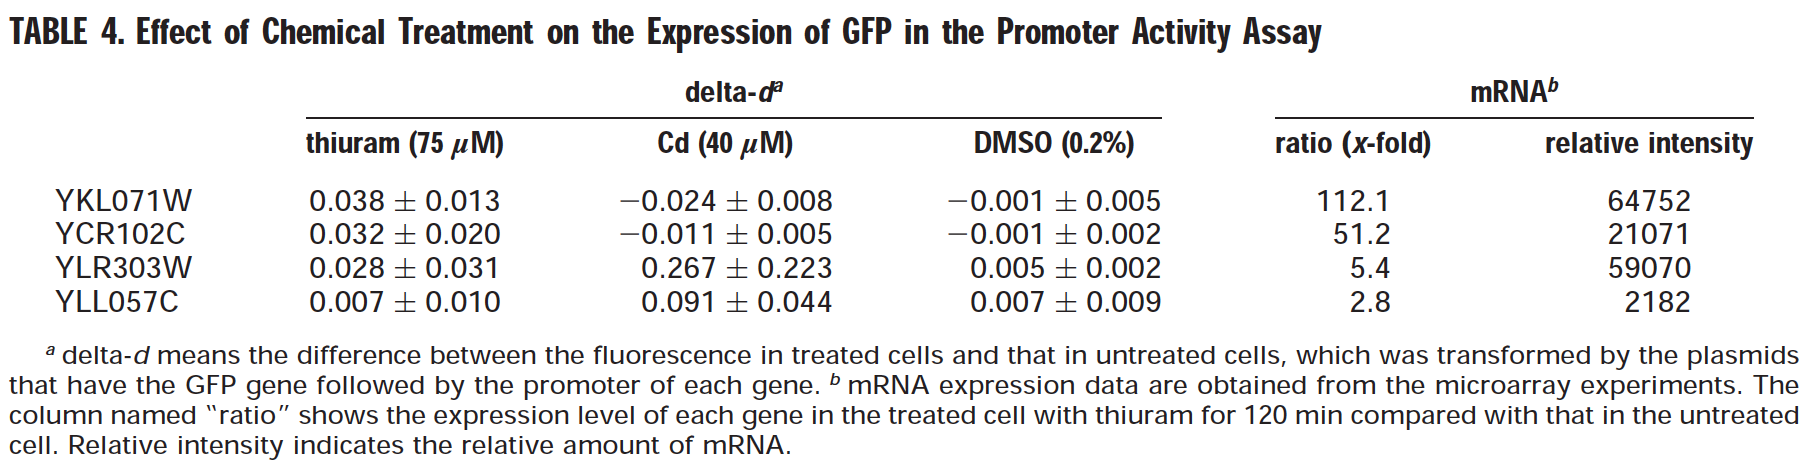 TABLE 4. Effect of Chemical Treatment on the Expression of GFP in the Promoter Activity Assay
delta-dᵃ mRNAᵇ
thiuram (75 μM) Cd (40 μM) DMSO (0.2%) ratio (x-fold) relative intensity
YKL071W 0.038 ± 0.013 −0.024 ± 0.008 −0.001 ± 0.005 112.1 64752
YCR102C 0.032 ± 0.020 −0.011 ± 0.005 −0.001 ± 0.002 51.2 21071
YLR303W 0.028 ± 0.031 0.267 ± 0.223 0.005 ± 0.002 5.4 59070
YLL057C 0.007 ± 0.010 0.091 ± 0.044 0.007 ± 0.009 2.8 2182
ᵃ delta-d means the difference between the fluorescence in treated cells and that in untreated cells, which was transformed by the plasmids
that have the GFP gene followed by the promoter of each gene. ᵇ mRNA expression data are obtained from the microarray experiments. The
column named “ratio” shows the expression level of each gene in the treated cell with thiuram for 120 min compared with that in the untreated
cell. Relative intensity indicates the relative amount of mRNA.